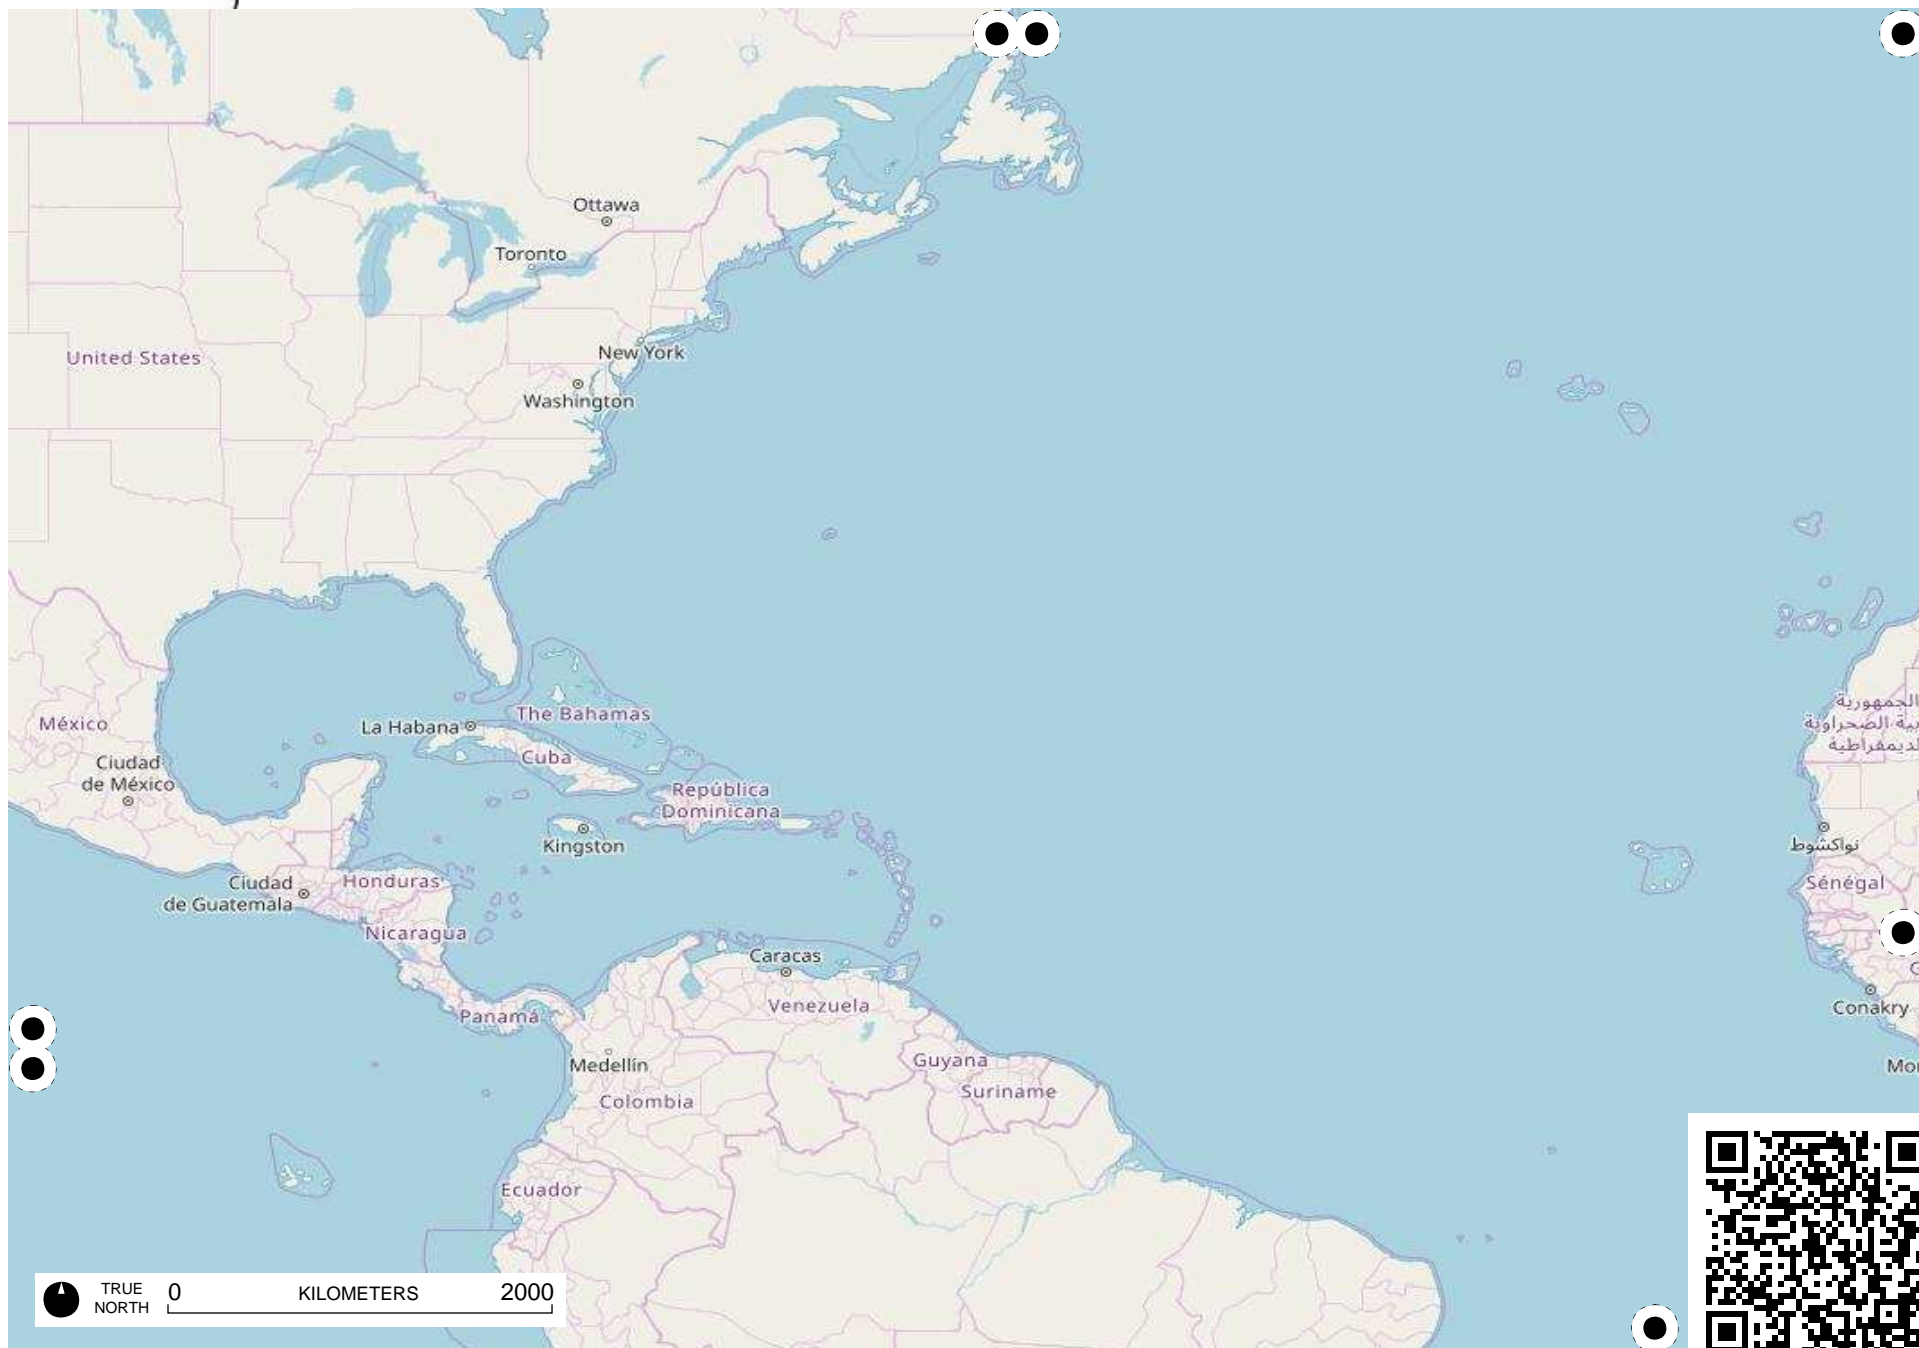 Ottawa
Toronto
New York
United States
Washington
The Bahamas
La Habana
México
Cuba
Ciudad
de México
República
Dominicana
Kingston
الجمهورية
الصحراوية
نواكشوط
Sénégal
Ciudad
de Guatemala
Honduras
Nicaragua
Caracas
Venezuela
Panamá
Conakry
Medellín
Guyana
Suriname
Colombia
Ecuador
TRUE
NORTH
0 KILOMETERS 2000